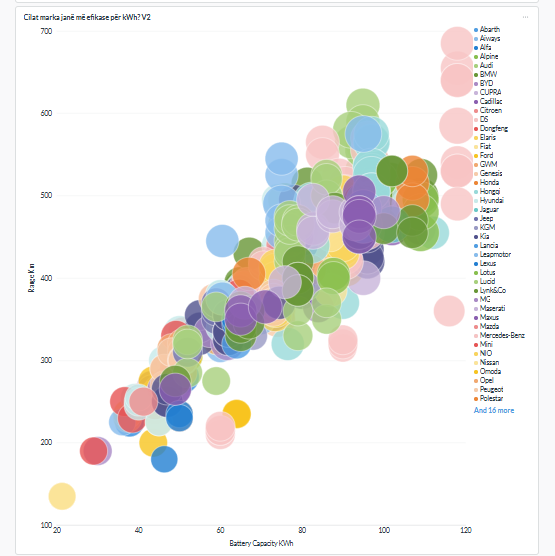 Cilat marka janë më efikase për kWh? V2
...
Abarth
Aiways
Alfa
Alpine
Audi
BMW
BYD
CUPRA
Cadillac
Citroen
DS
Dongfeng
Elaris
Fiat
Ford
GWM
Genesis
Honda
Hongqi
Hyundai
Jaguar
Jeep
KGM
Kia
Lancia
Leapmotor
Lexus
Lotus
Lucid
Lynk&Co
MG
Maserati
Maxus
Mazda
Mercedes-Benz
Mini
NIO
Nissan
Omoda
Opel
Peugeot
Polestar
And 16 more
Range Km
700
600
500
400
300
200
100
20
40
60
80
100
120
Battery Capacity KWh